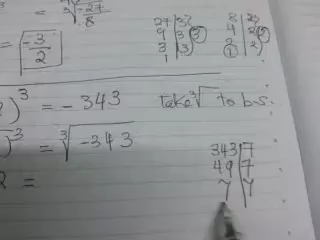 ∛(-27/8)
= -3/2
27 | 3
9 | 3
3 | 3
1
8 | 2
4 | 2
2 | 2
1
)³ = -343 take ∛ to b.s.
)³ = ∛-343
2 =
343 | 7
49 | 7
7 | 7